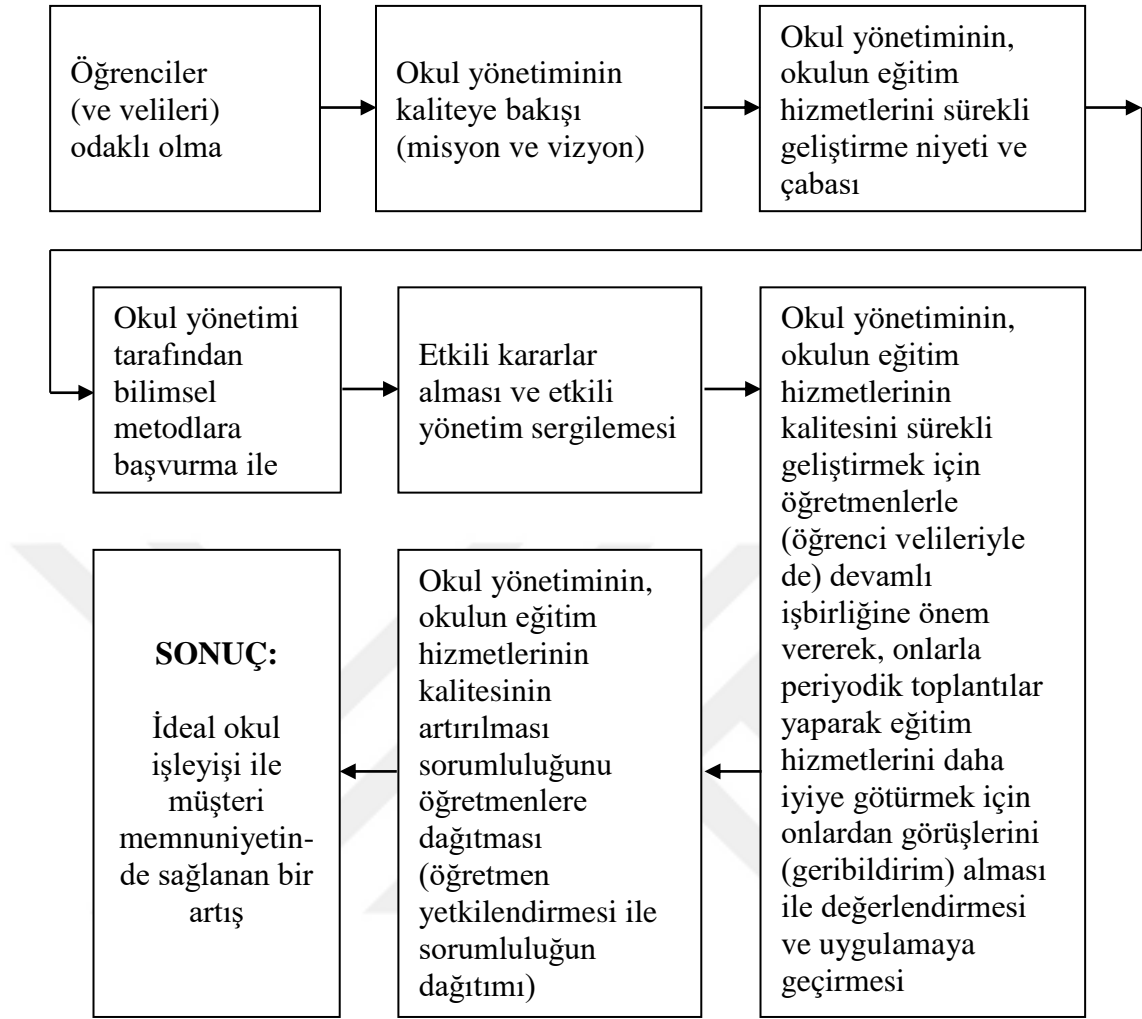 Öğrenciler
(ve velileri)
odaklı olma
Okul yönetiminin
kaliteye bakışı
(misyon ve vizyon)
Okul yönetiminin,
okulun eğitim
hizmetlerini sürekli
geliştirme niyeti ve
çabası
Okul yönetimi
tarafından
bilimsel
metodlara
başvurma ile
Etkili kararlar
alması ve etkili
yönetim sergilemesi
Okul yönetiminin,
okulun eğitim
hizmetlerinin
kalitesini sürekli
geliştirmek için
öğretmenlerle
(öğrenci velileriyle
de) devamlı
işbirliğine önem
vererek, onlarla
periyodik toplantılar
yaparak eğitim
hizmetlerini daha
iyiye götürmek için
onlardan görüşlerini
(geribildirim) alması
ile değerlendirmesi
ve uygulamaya
geçirmesi
Okul yönetiminin,
okulun eğitim
hizmetlerinin
kalitesinin
artırılması
sorumluluğunu
öğretmenlere
dağıtması
(öğretmen
yetkilendirmesi ile
sorumluluğun
dağıtımı)
SONUÇ:
İdeal okul
işleyişi ile
müşteri
memnuniyetin-
de sağlanan bir
artış